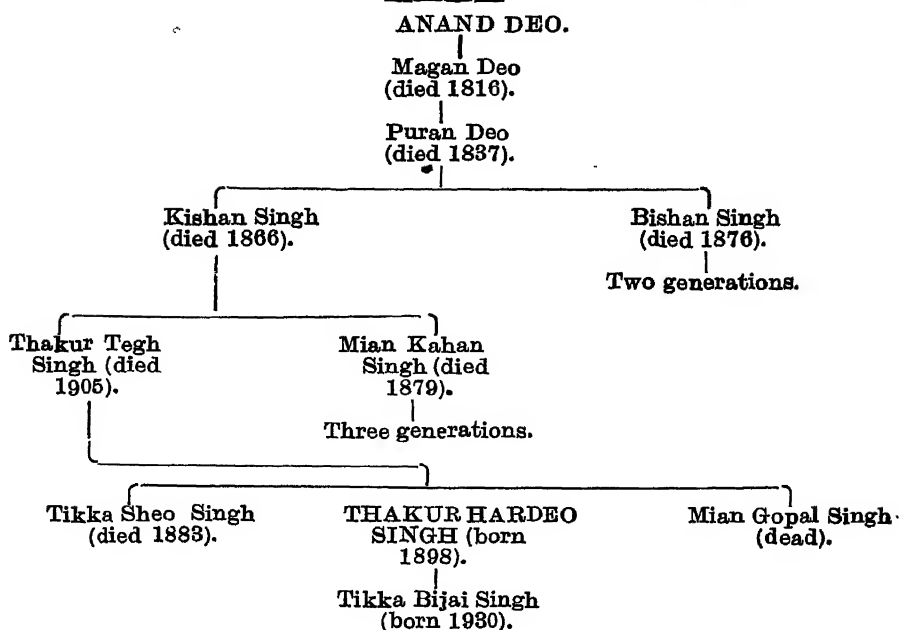 ANAND DEO.
Magan Deo
(died 1816).
Puran Deo
(died 1837).
Kishan Singh
(died 1866).
Bishan Singh
(died 1876).
Two generations.
Thakur Tegh
Singh (died
1905).
Mian Kahan
Singh (died
1879).
Three generations.
Tikka Sheo Singh
(died 1883).
THAKUR HARDEO
SINGH (born
1898).
Mian Gopal Singh
(dead).
Tikka Bijai Singh
(born 1930).